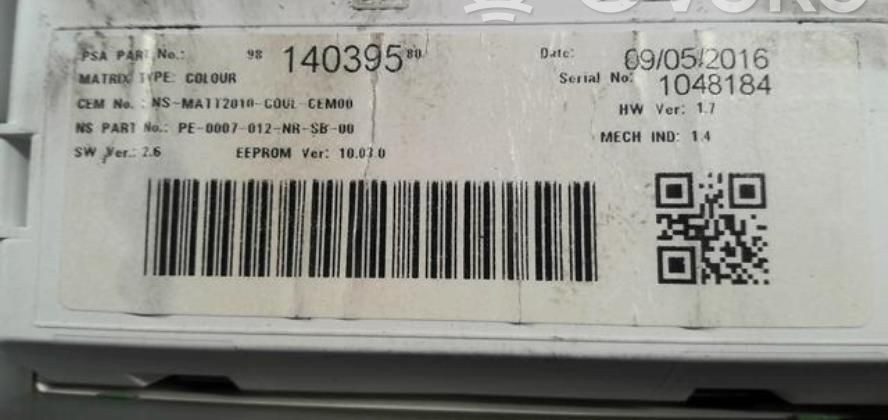 PSA PART No.: 98 140395 80 Date: 09/05/2016
MATRIX TYPE: COLOUR Serial No: 1048184
CEM No.: NS-MATT2010-COUL-CEM00 HW Ver: 1.7
NS PART No.: PE-0007-012-NR-SB-00 MECH IND: 1.4
SW Ver.: 2.6 EEPROM Ver: 10.03.0